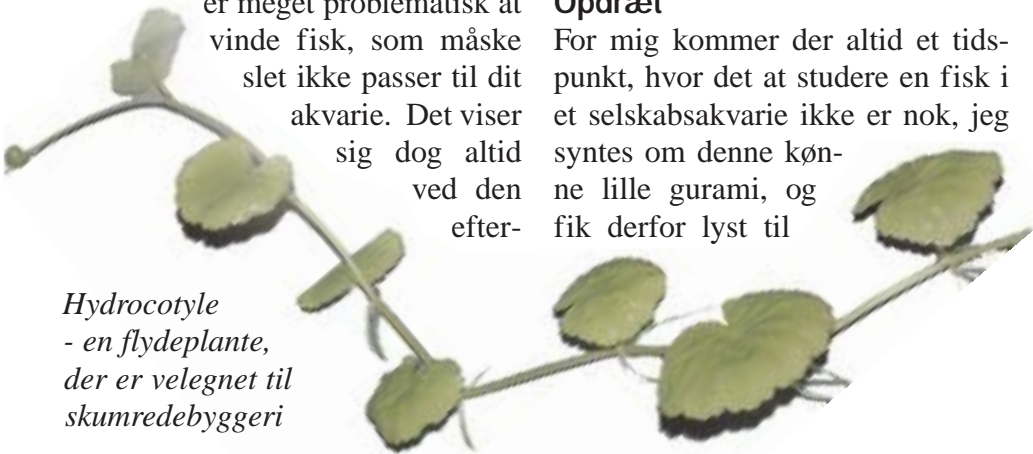 er meget problematisk at
vinde fisk, som måske
slet ikke passer til dit
akvarie. Det viser
sig dog altid
ved den
efter-
Opdræt
For mig kommer der altid et tids-
punkt, hvor det at studere en fisk i
et selskabsakvarie ikke er nok, jeg
syntes om denne køn-
ne lille gurami, og
fik derfor lyst til
Hydrocotyle
- en flydeplante,
der er velegnet til
skumredebyggeri